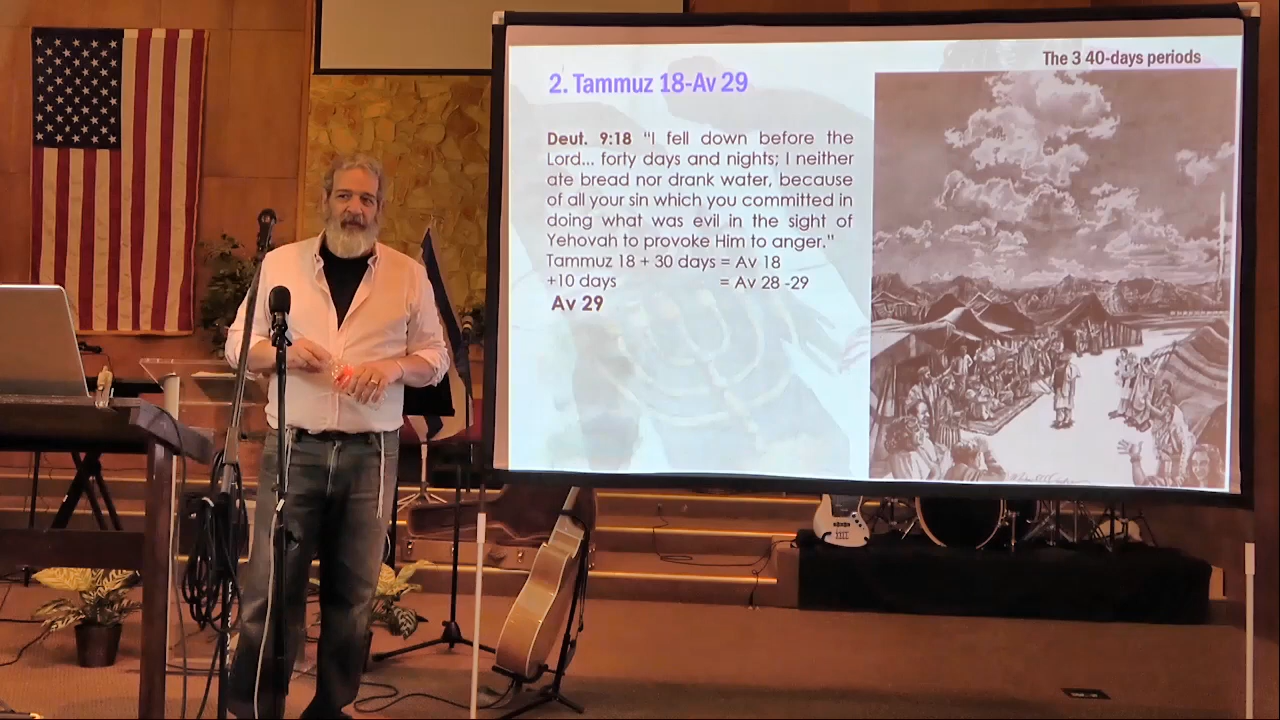 The 3 40-days periods
2. Tammuz 18-Av 29
Deut. 9:18 "I fell down before the
Lord... forty days and nights; I neither
ate bread nor drank water, because
of all your sin which you committed in
doing what was evil in the sight of
Yehovah to provoke Him to anger."
Tammuz 18 + 30 days = Av 18
+10 days = Av 28 -29
Av 29